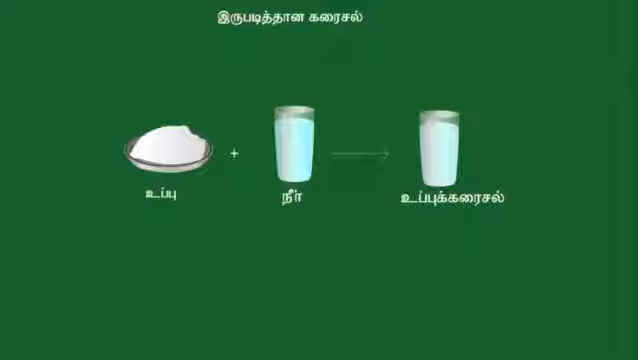 இருபடித்தான கரைசல்
+
உப்பு
நீர்
உப்புக்கரைசல்